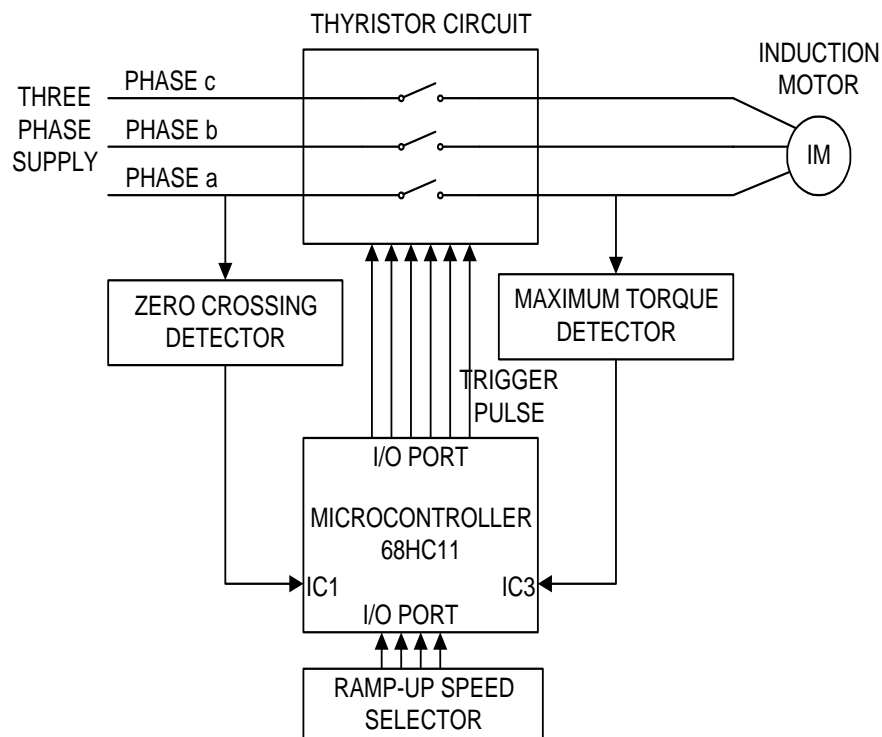 THYRISTOR CIRCUIT
INDUCTION
MOTOR
THREE
PHASE
SUPPLY
PHASE c
PHASE b
PHASE a
IM
ZERO CROSSING
DETECTOR
MAXIMUM TORQUE
DETECTOR
TRIGGER
PULSE
I/O PORT
MICROCONTROLLER
68HC11
IC1
IC3
I/O PORT
RAMP-UP SPEED
SELECTOR